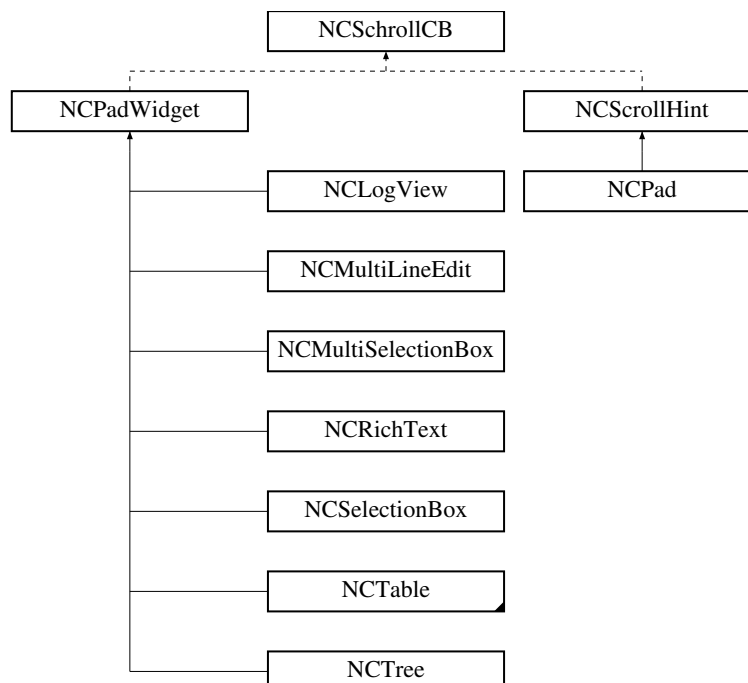 NCSchrollCB
NCPadWidget
NCScrollHint
NCLogView
NCPad
NCMultiLineEdit
NCMultiSelectionBox
NCRichText
NCSelectionBox
NCTable
NCTree